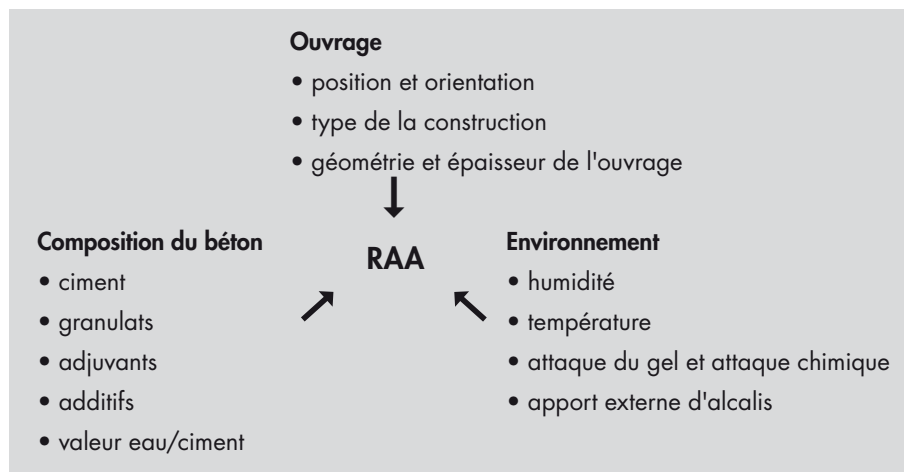 Ouvrage
• position et orientation
• type de la construction
• géométrie et épaisseur de l'ouvrage
Composition du béton
• ciment
• granulats
• adjuvants
• additifs
• valeur eau/ciment
RAA
Environnement
• humidité
• température
• attaque du gel et attaque chimique
• apport externe d'alcalis